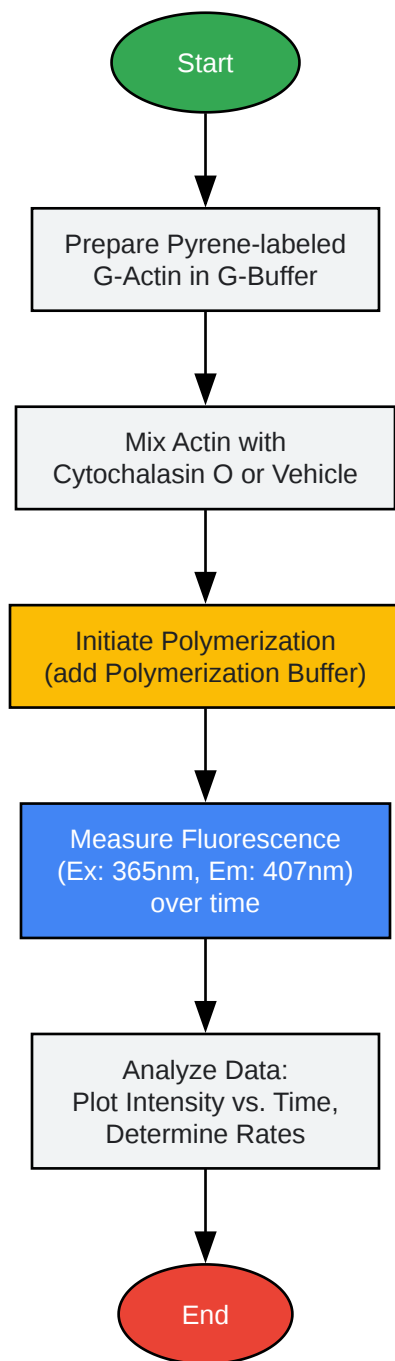 Start
Prepare Pyrene-labeled
G-Actin in G-Buffer
Mix Actin with
Cytochalasin O or Vehicle
Initiate Polymerization
(add Polymerization Buffer)
Measure Fluorescence
(Ex: 365nm, Em: 407nm)
over time
Analyze Data:
Plot Intensity vs. Time,
Determine Rates
End